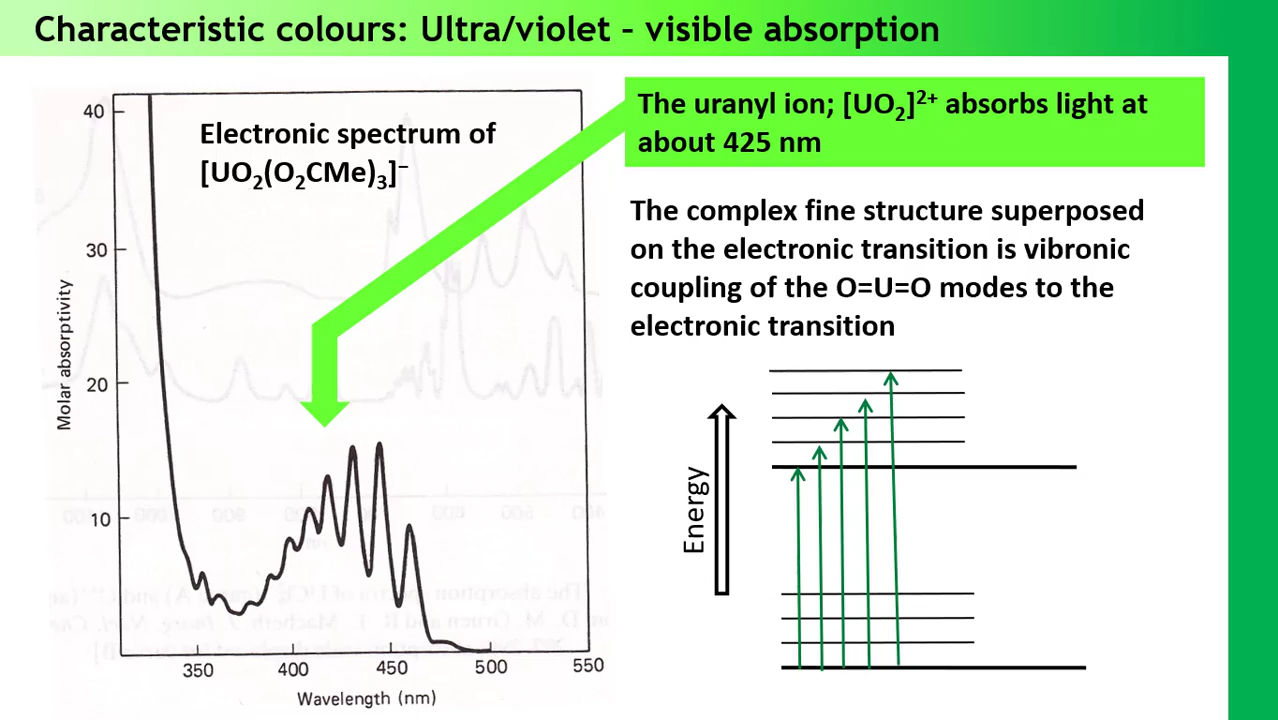 Characteristic colours: Ultra/violet – visible absorption
Electronic spectrum of
[UO₂(O₂CMe)₃]⁻
The uranyl ion; [UO₂]²⁺ absorbs light at
about 425 nm
The complex fine structure superposed
on the electronic transition is vibronic
coupling of the O=U=O modes to the
electronic transition
40
30
20
10
Molar absorptivity
350 400 450 500 550
Wavelength (nm)
Energy